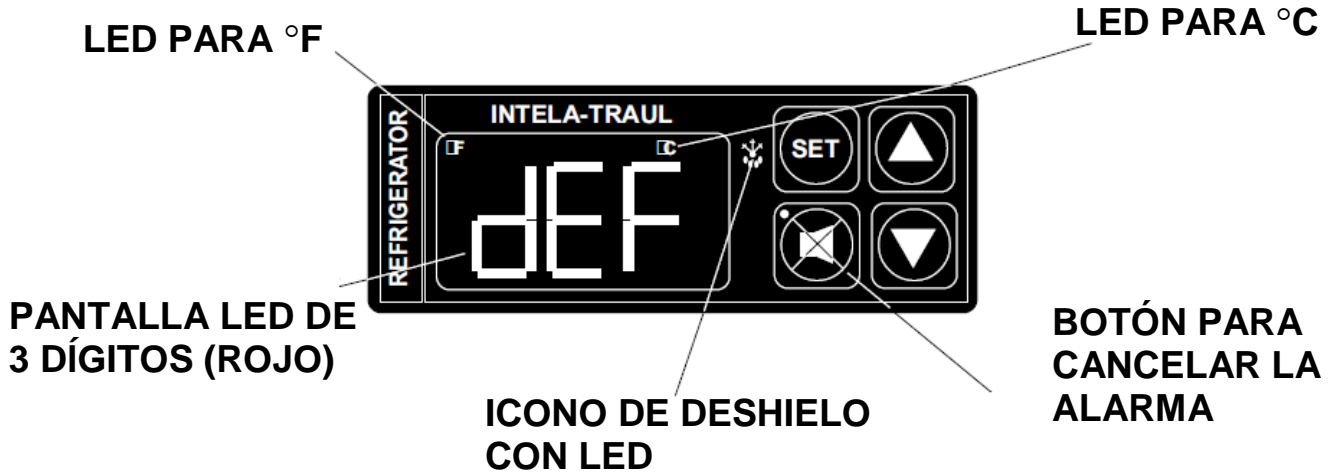 LED PARA °F
LED PARA °C
INTELA-TRAUL
REFRIGERATOR
F
C
SET
dEF
PANTALLA LED DE
3 DÍGITOS (ROJO)
BOTÓN PARA
CANCELAR LA
ALARMA
ICONO DE DESHIELO
CON LED